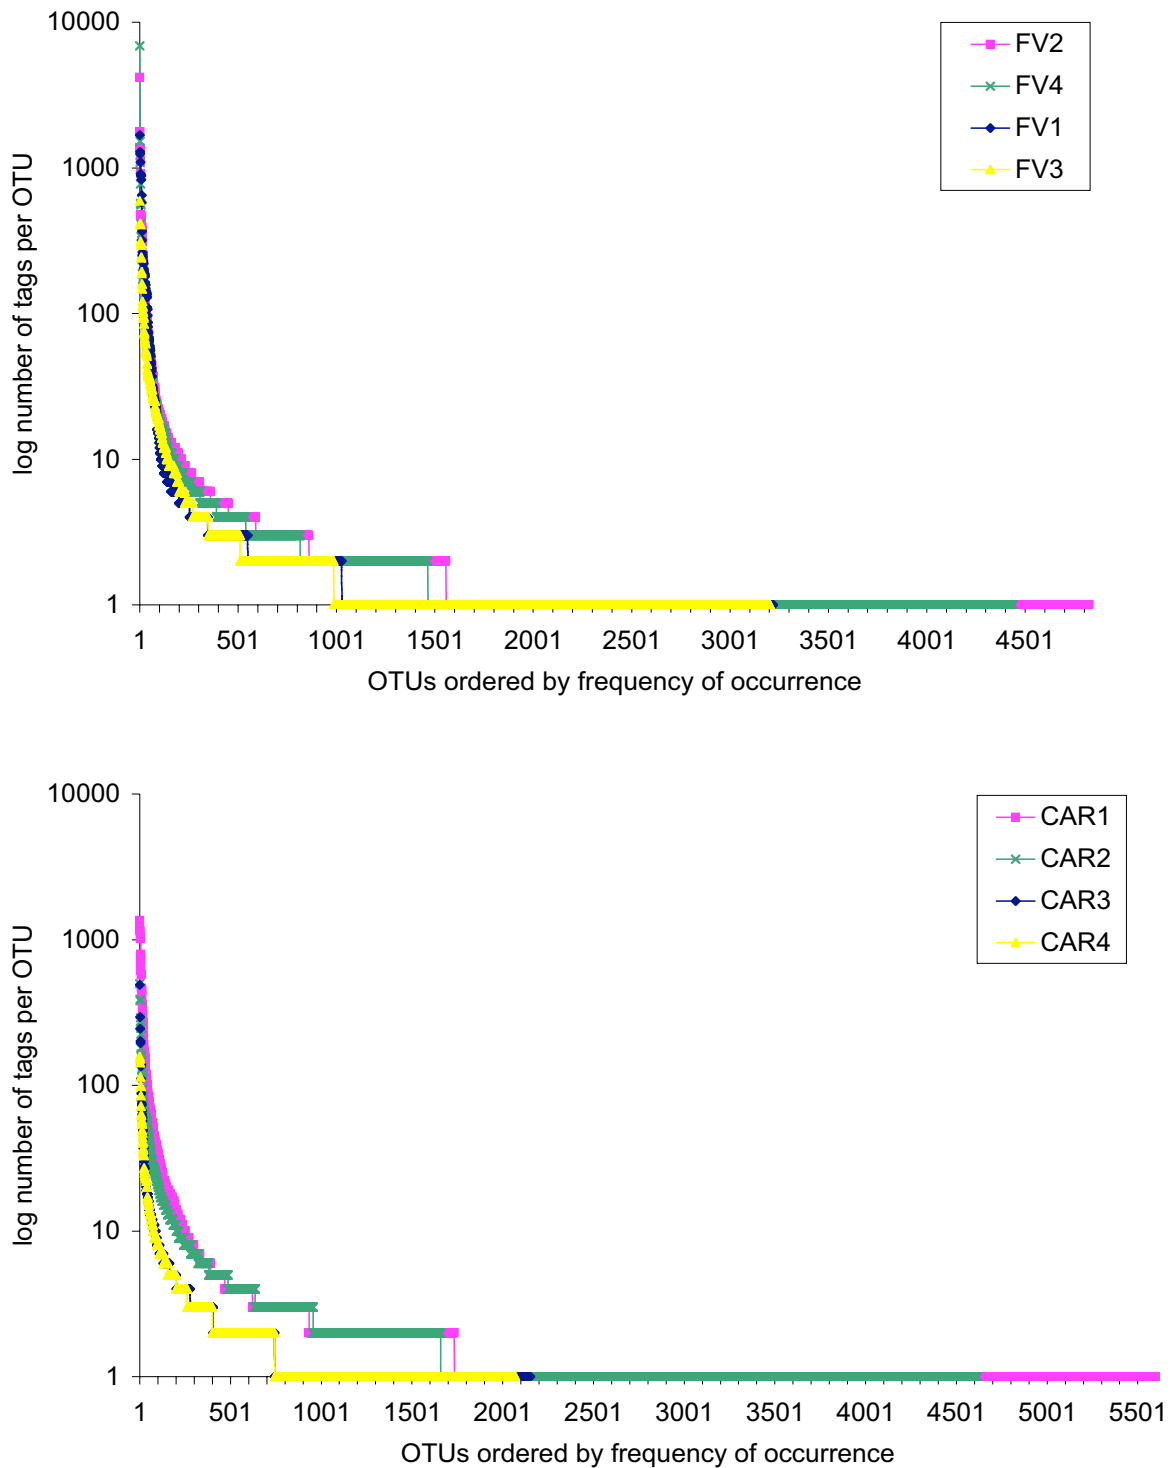 10000
1000
100
10
1
log number of tags per OTU
FV2
FV4
FV1
FV3
1 501 1001 1501 2001 2501 3001 3501 4001 4501
OTUs ordered by frequency of occurrence
10000
1000
100
10
1
log number of tags per OTU
CAR1
CAR2
CAR3
CAR4
1 501 1001 1501 2001 2501 3001 3501 4001 4501 5001 5501
OTUs ordered by frequency of occurrence